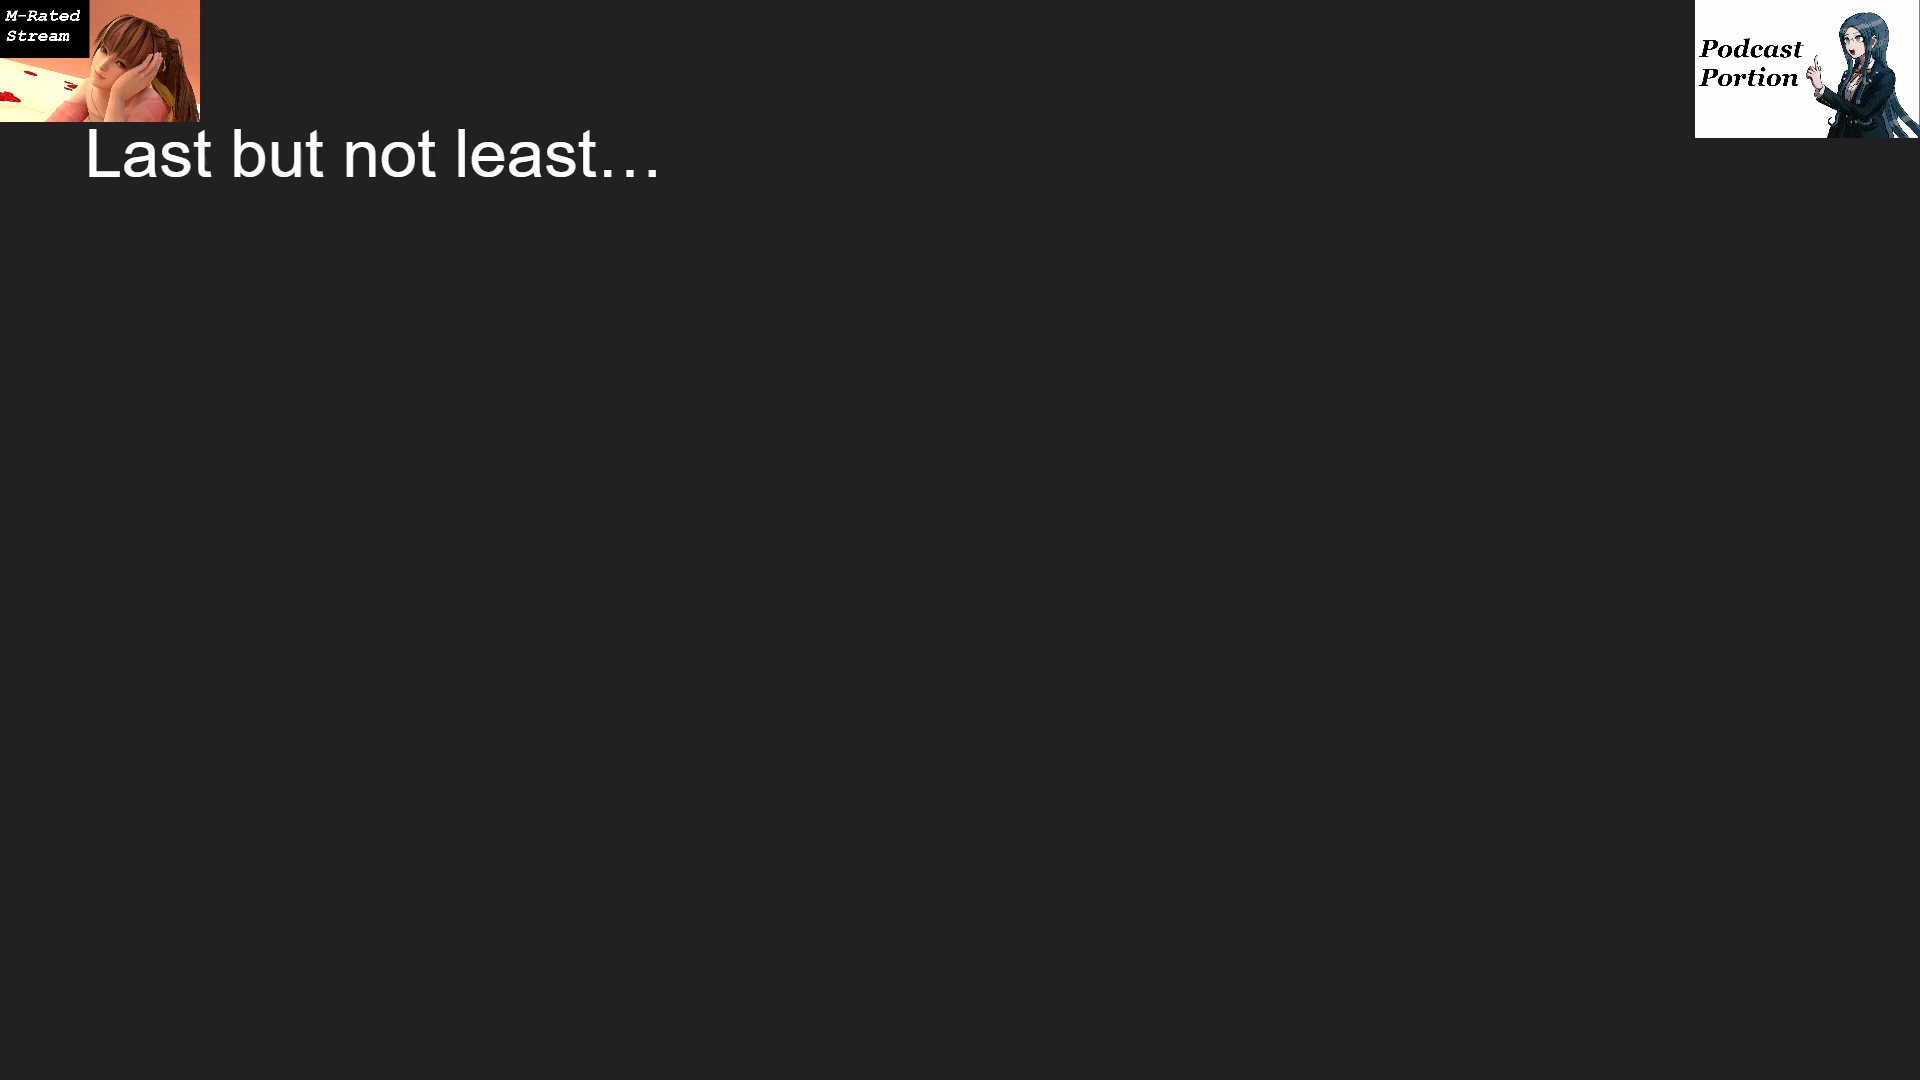 M-Rated
Stream
Podcast
Portion
Last but not least…